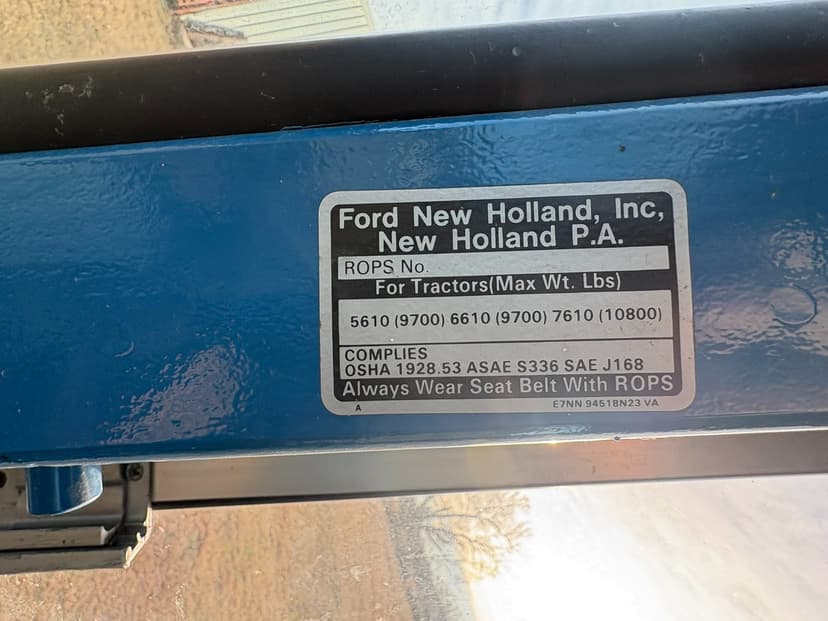 Ford New Holland, Inc,
New Holland P.A.
ROPS No.
For Tractors(Max Wt. Lbs)
5610 (9700) 6610 (9700) 7610 (10800)
COMPLIES
OSHA 1928.53 ASAE S336 SAE J168
Always Wear Seat Belt With ROPS
A E7NN 94518N23 VA